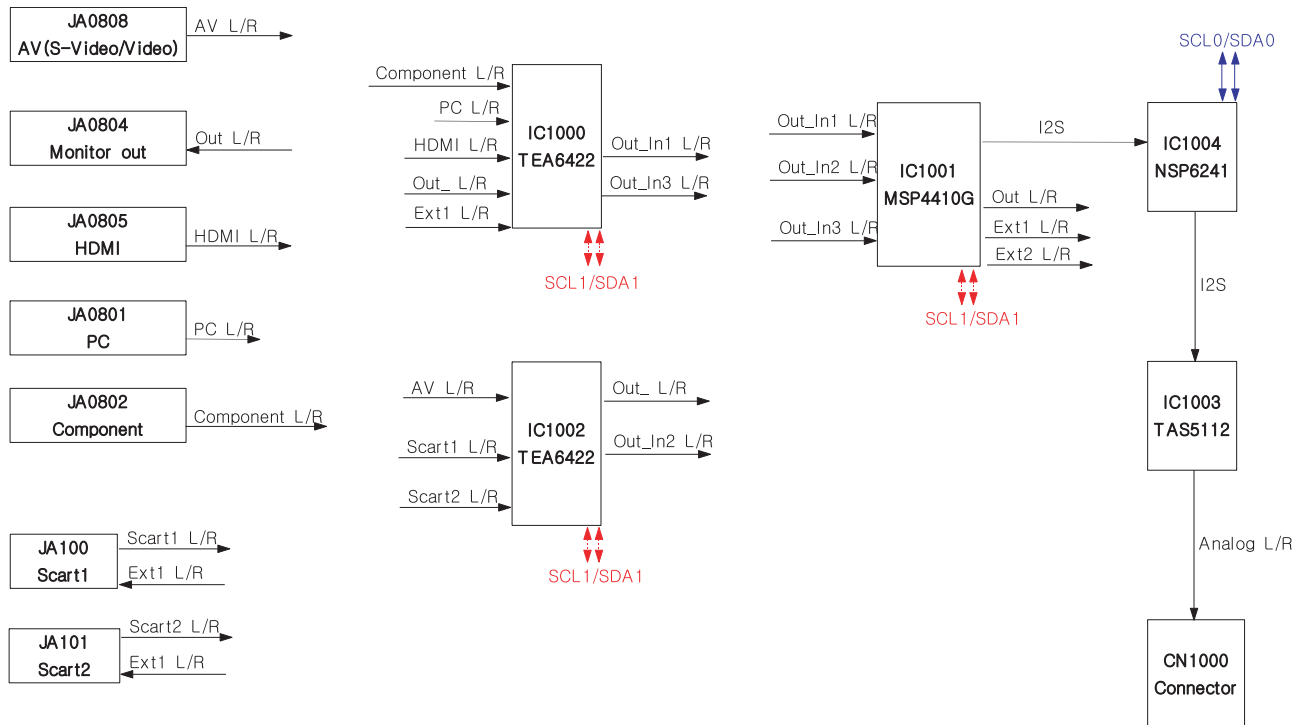 JA0808
AV(S-Video/Video)
AV L/R
JA0804
Monitor out
Out L/R
JA0805
HDMI
HDMI L/R
JA0801
PC
PC L/R
JA0802
Component
Component L/R
JA100
Scart1
Scart1 L/R
Ext1 L/R
JA101
Scart2
Scart2 L/R
Ext1 L/R
Component L/R
PC L/R
HDMI L/R
Out_ L/R
Ext1 L/R
IC1000
TEA6422
Out_In1 L/R
Out_In3 L/R
SCL1/SDA1
AV L/R
Scart1 L/R
Scart2 L/R
IC1002
TEA6422
Out_ L/R
Out_In2 L/R
SCL1/SDA1
Out_In1 L/R
Out_In2 L/R
Out_In3 L/R
IC1001
MSP4410G
I2S
Out L/R
Ext1 L/R
Ext2 L/R
SCL1/SDA1
SCL0/SDA0
IC1004
NSP6241
I2S
IC1003
TAS5112
Analog L/R
CN1000
Connector